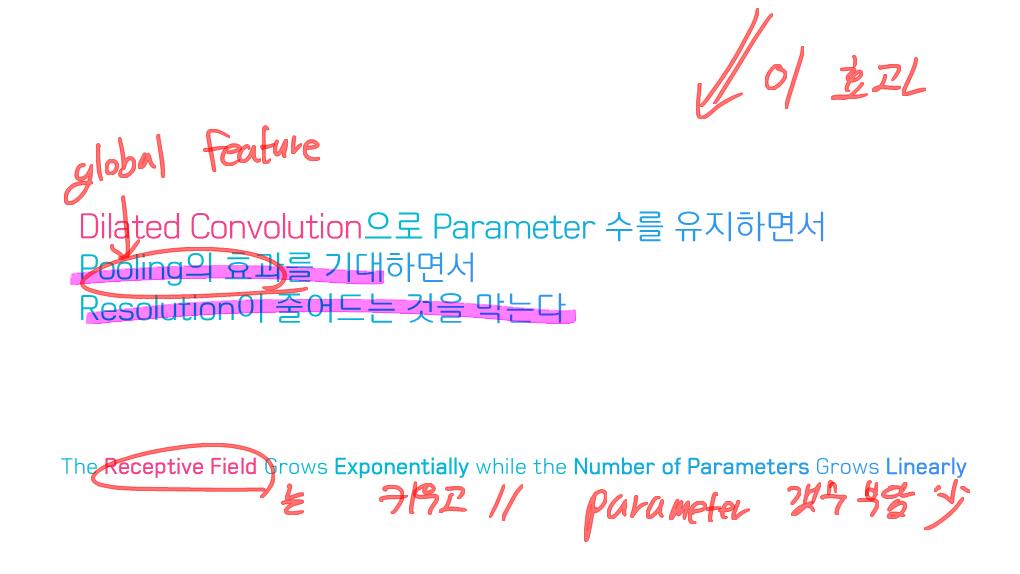 이 효과
global feature
Dilated Convolution으로 Parameter 수를 유지하면서
Pooling의 효과를 기대하면서
Resolution이 줄어드는 것을 막는다
The Receptive Field Grows Exponentially while the Number of Parameters Grows Linearly
는 키우고 // parameter 갯수 부담 少